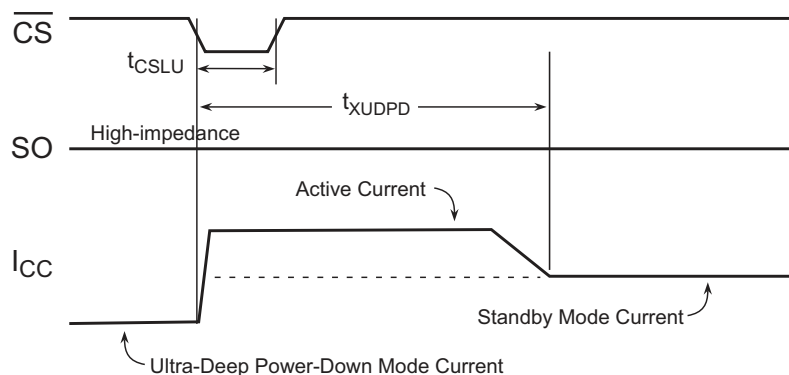 CS
tCSLU
tXUDPD
High-impedance
SO
Active Current
ICC
Standby Mode Current
Ultra-Deep Power-Down Mode Current